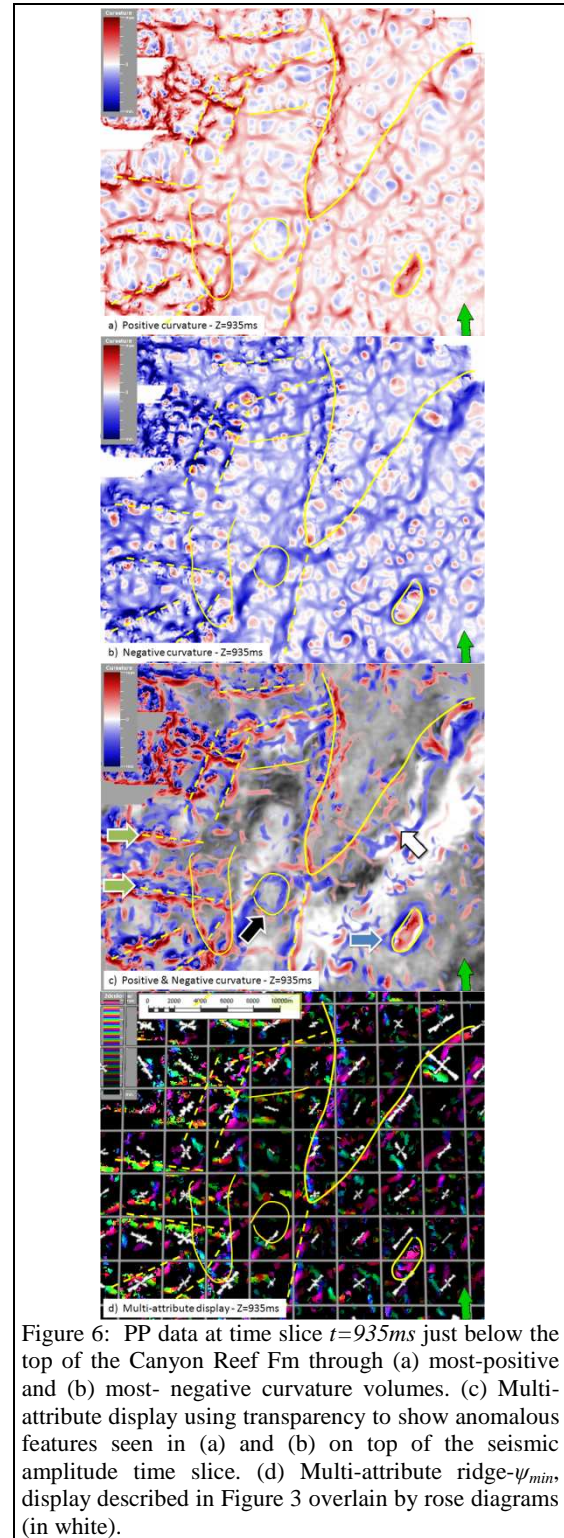 Curvature
a) Positive curvature - Z=935ms
Curvature
b) Negative curvature - Z=935ms
Curvature
c) Positive & Negative curvature - Z=935ms
0 2000 4000 6000 8000 10000m
d) Multi-attribute display - Z=935ms
Figure 6: PP data at time slice t=935ms just below the
top of the Canyon Reef Fm through (a) most-positive
and (b) most- negative curvature volumes. (c) Multi-
attribute display using transparency to show anomalous
features seen in (a) and (b) on top of the seismic
amplitude time slice. (d) Multi-attribute ridge-ψmin,
display described in Figure 3 overlain by rose diagrams
(in white).